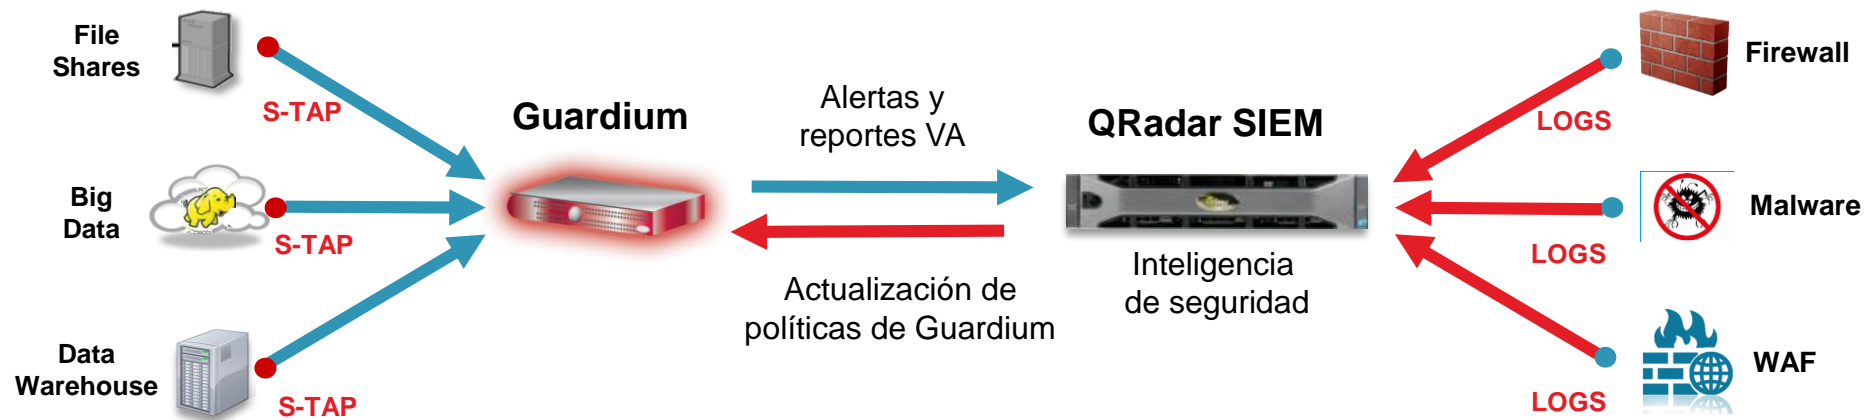 File
Shares
S-TAP
Big
Data
S-TAP
Data
Warehouse
S-TAP
Guardium
Alertas y
reportes VA
Actualización de
políticas de Guardium
QRadar SIEM
Inteligencia
de seguridad
Firewall
LOGS
Malware
LOGS
WAF
LOGS